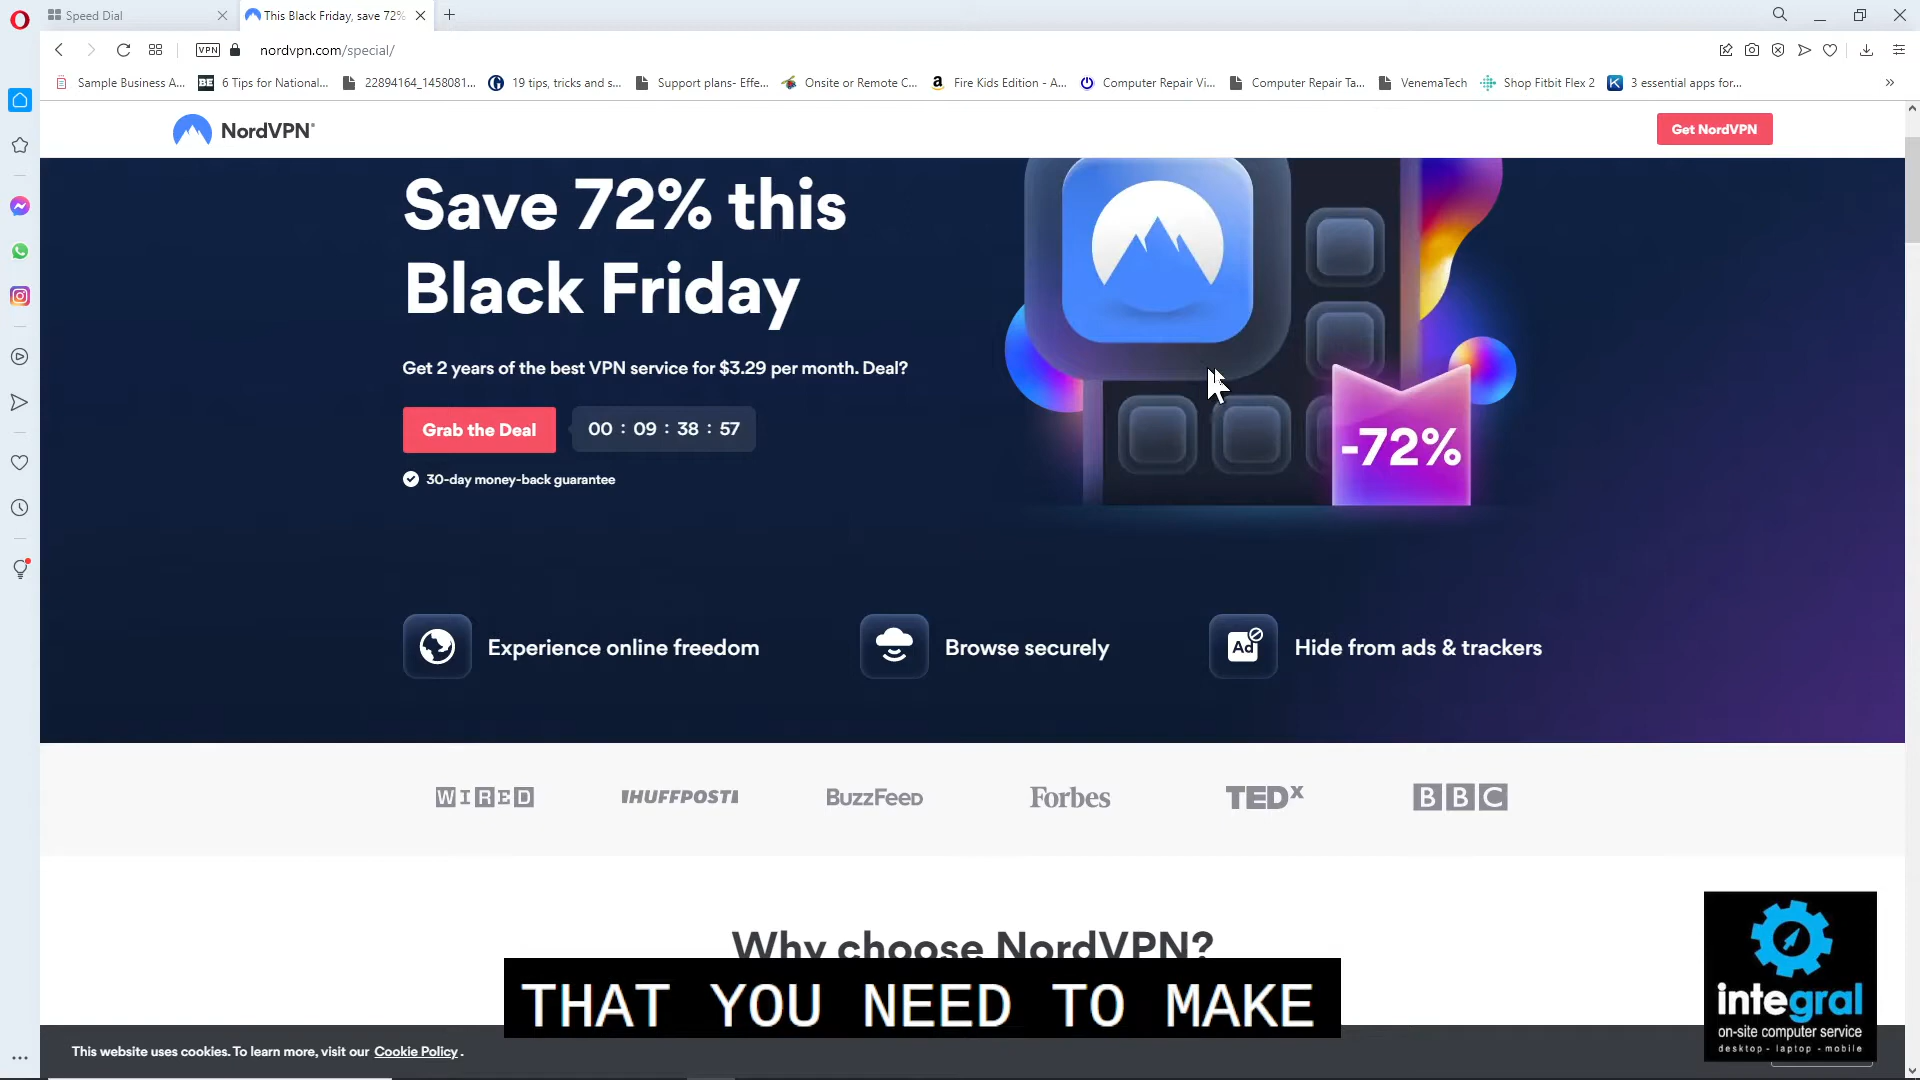 Speed Dial
This Black Friday, save 72%
VPN
nordvpn.com/special/
Sample Business A...
BE
6 Tips for National...
22894164_1458081...
19 tips, tricks and s...
Support plans- Effe...
Onsite or Remote C...
a
Fire Kids Edition - A...
Computer Repair Vi...
Computer Repair Ta...
VenemaTech
Shop Fitbit Flex 2
K
3 essential apps for...
»
NordVPN®
Get NordVPN
Save 72% this
Black Friday
Get 2 years of the best VPN service for $3.29 per month. Deal?
Grab the Deal
00 : 09 : 38 : 57
30-day money-back guarantee
-72%
Experience online freedom
Browse securely
Ad
Hide from ads & trackers
WIRED
HUFFPOST
BuzzFeed
Forbes
TEDx
BBC
Why choose NordVPN?
THAT YOU NEED TO MAKE
This website uses cookies. To learn more, visit our Cookie Policy .
integral
on-site computer service
desktop - laptop - mobile